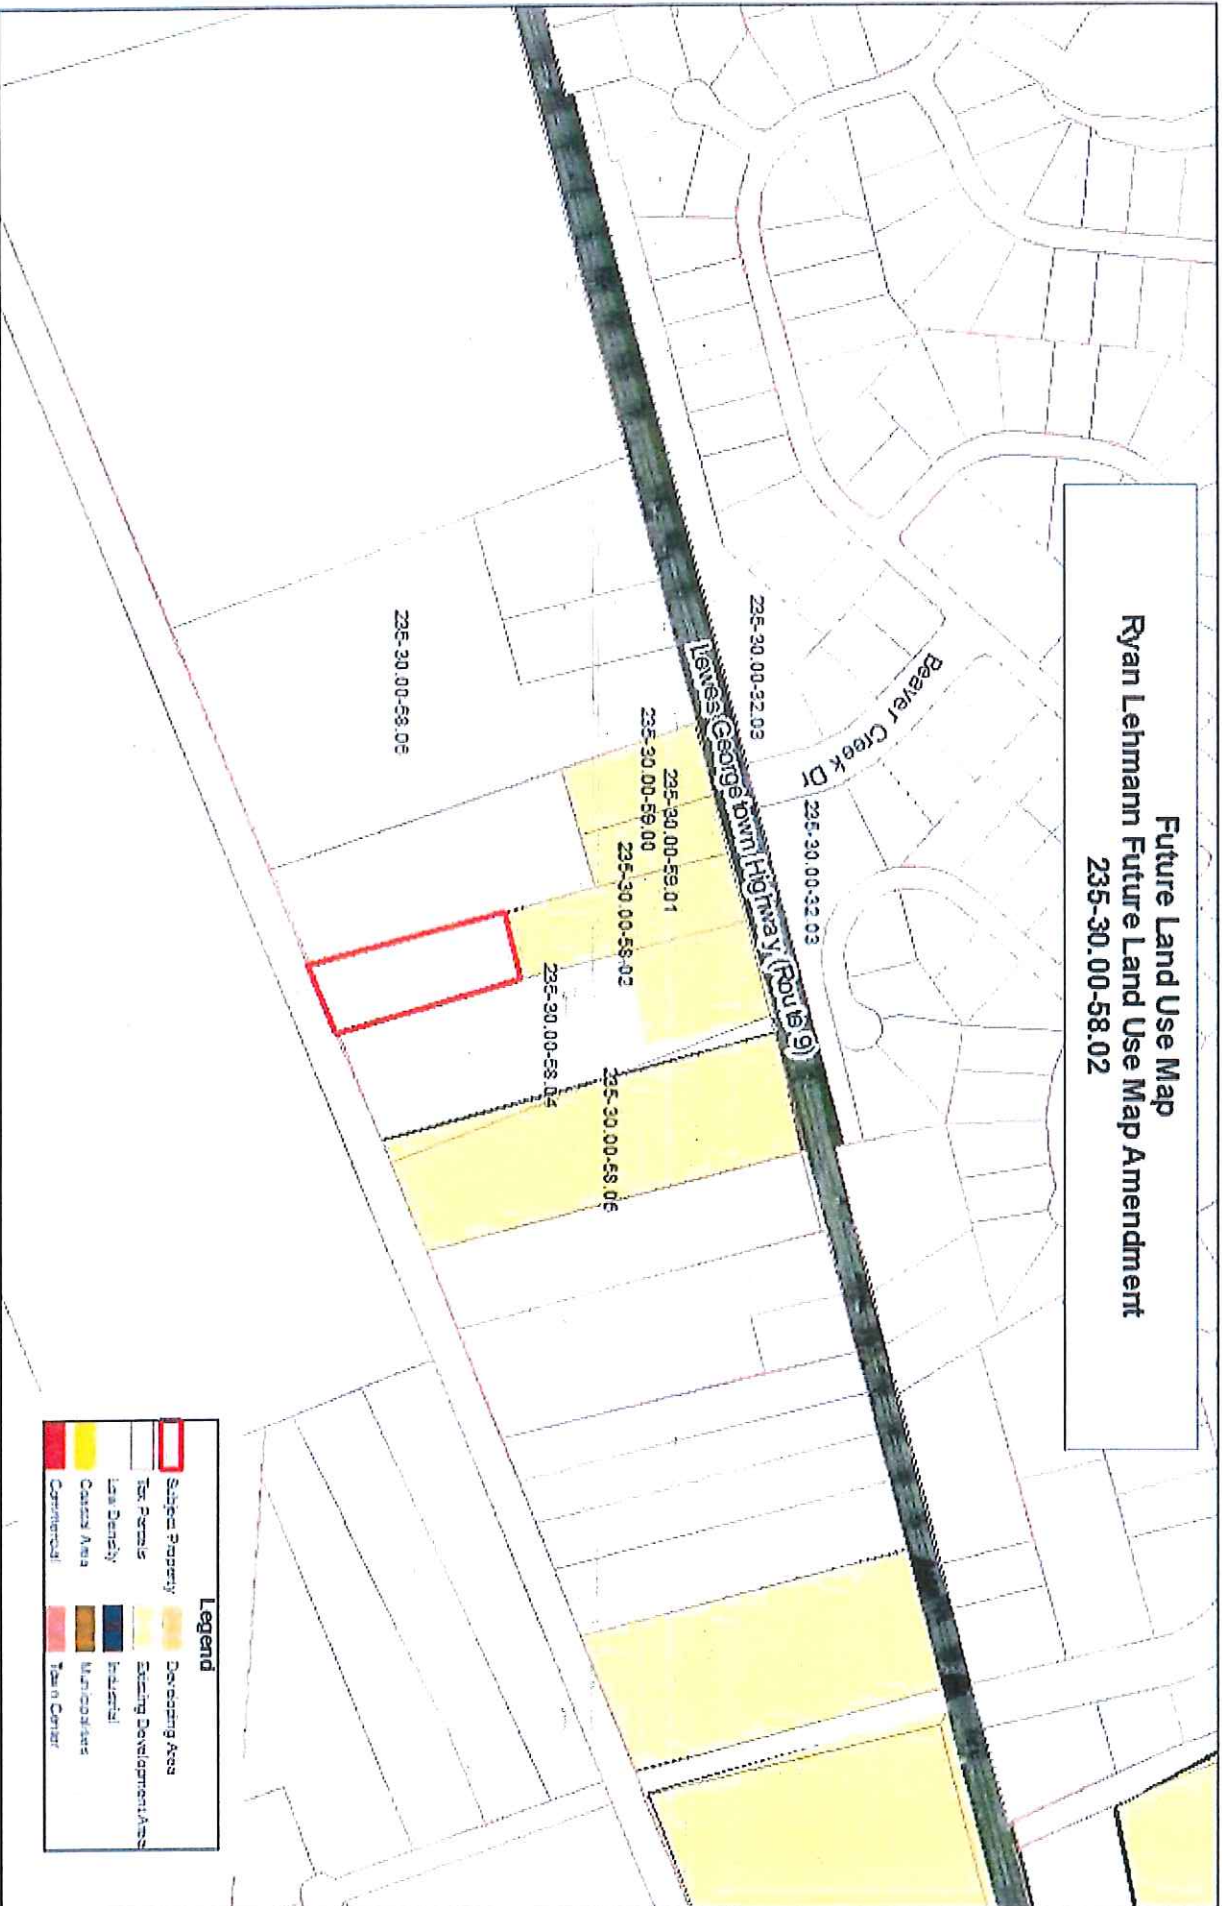 Future Land Use Map
Ryan Lehmann Future Land Use Map Amendment
235-30.00-58.02
Beaver Creek Dr
235-30.00-32.03
235-30.00-32.03
Lewes Georgetown Highway (Route 9)
235-30.00-59.01
235-30.00-59.00
235-30.00-58.02
235-30.00-58.06
235-30.00-58.04
235-30.00-58.06
Legend
Subject Property
Tax Parcels
Low Density
Coastal Area
Commercial
Developing Area
Existing Development Area
Industrial
Municipalities
Town Center